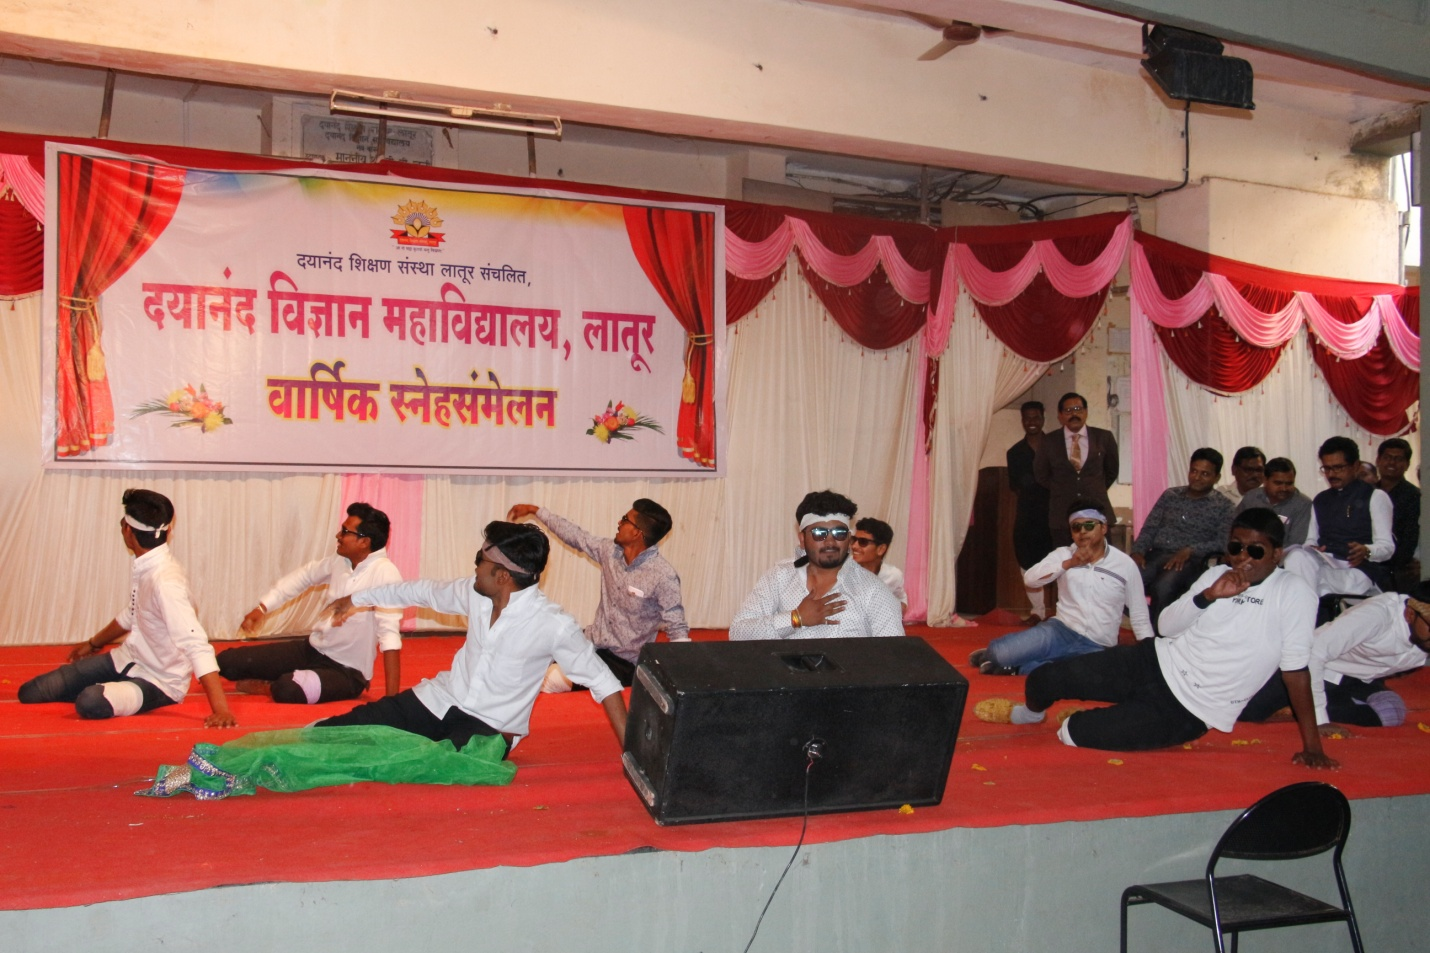 दयानंद शिक्षण संस्था लातूर संचलित,
दयानंद विज्ञान महाविद्यालय, लातूर
वार्षिक स्नेहसंमेलन